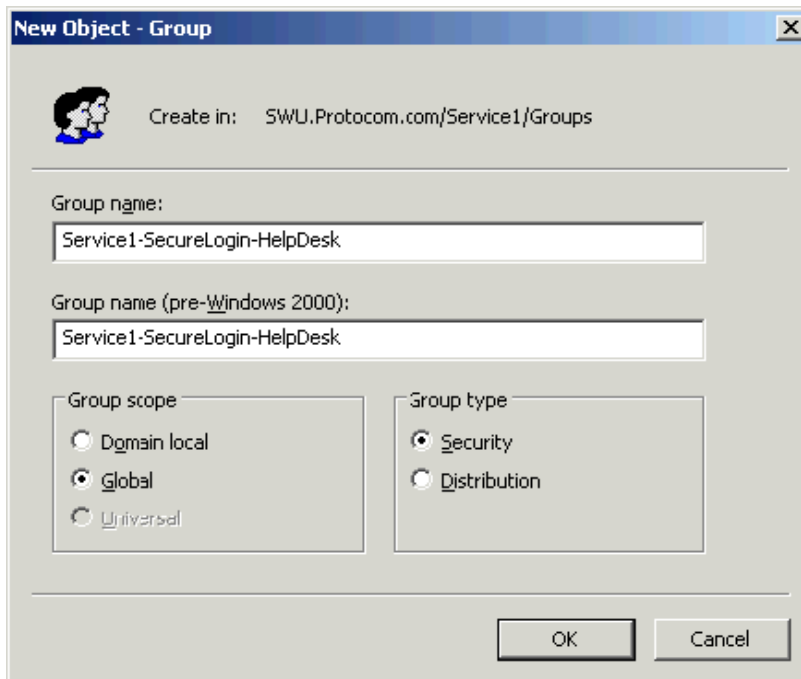 New Object - Group
Create in: SWU.Protocom.com/Service1/Groups
Group name:
Service1-SecureLogin-HelpDesk
Group name (pre-Windows 2000):
Service1-SecureLogin-HelpDesk
Group scope
Domain local
Global
Universal
Group type
Security
Distribution
OK Cancel